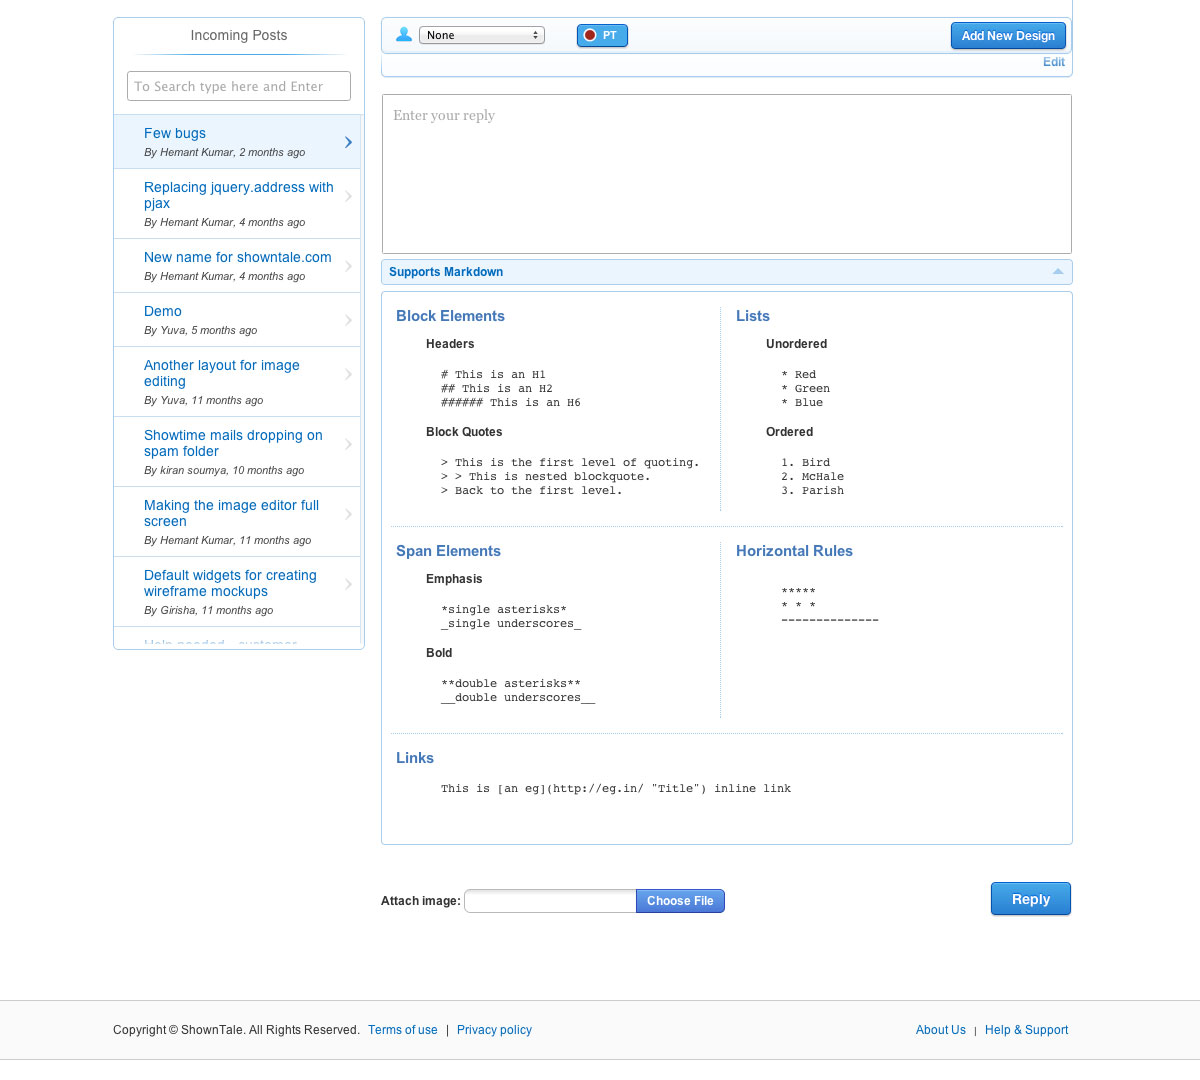 Incoming Posts
To Search type here and Enter
Few bugs
By Hemant Kumar, 2 months ago
Replacing jquery.address with
pjax
By Hemant Kumar, 4 months ago
New name for showntale.com
By Hemant Kumar, 4 months ago
Demo
By Yuva, 5 months ago
Another layout for image
editing
By Yuva, 11 months ago
Showtime mails dropping on
spam folder
By kiran soumya, 10 months ago
Making the image editor full
screen
By Hemant Kumar, 11 months ago
Default widgets for creating
wireframe mockups
By Girisha, 11 months ago
Help needed - customer
None
PT
Add New Design
Edit
Enter your reply
Supports Markdown
Block Elements
Headers
# This is an H1
## This is an H2
###### This is an H6
Block Quotes
> This is the first level of quoting.
> > This is nested blockquote.
> Back to the first level.
Lists
Unordered
* Red
* Green
* Blue
Ordered
1. Bird
2. McHale
3. Parish
Span Elements
Emphasis
*single asterisks*
_single underscores_
Bold
**double asterisks**
__double underscores__
Horizontal Rules
*****
* * *
--------------
Links
This is [an eg](http://eg.in/ "Title") inline link
Attach image:
Choose File
Reply
Copyright © ShownTale. All Rights Reserved. Terms of use | Privacy policy
About Us | Help & Support